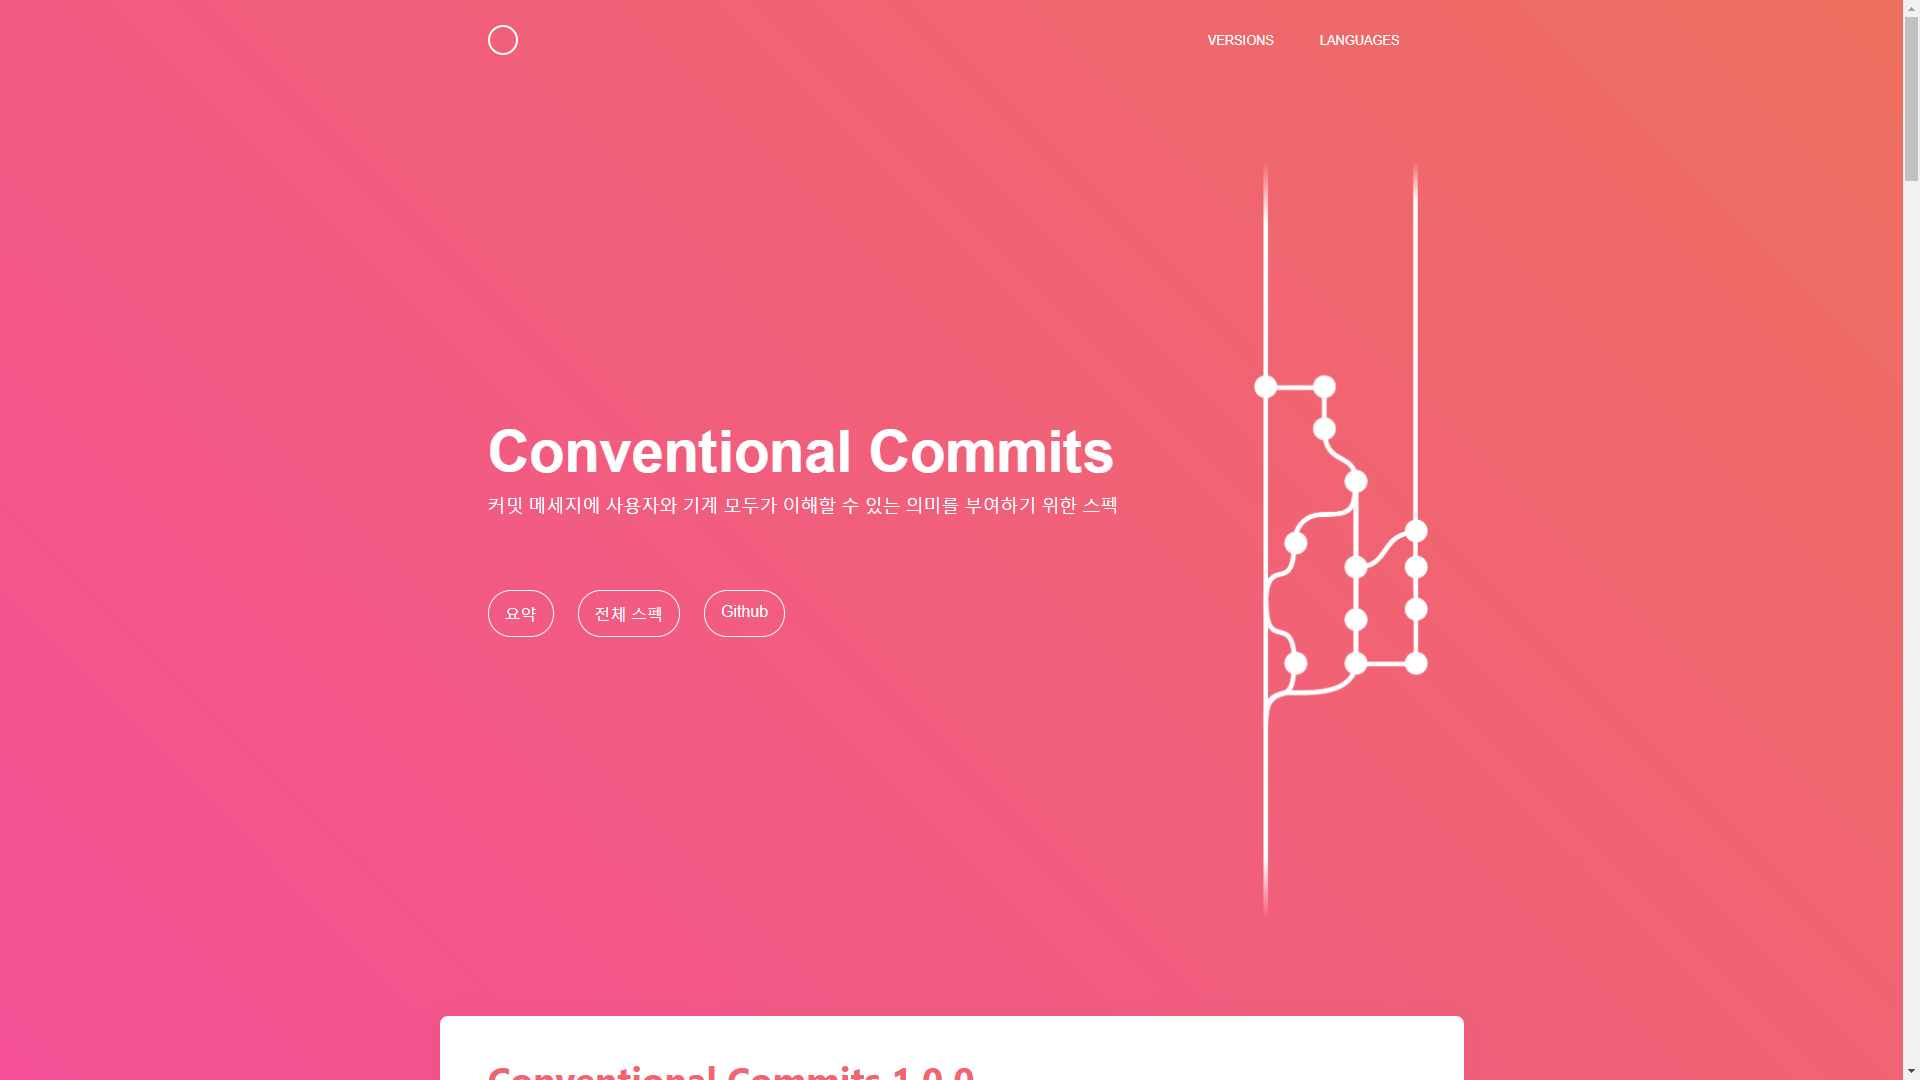 VERSIONS LANGUAGES
Conventional Commits
커밋 메세지에 사용자와 기계 모두가 이해할 수 있는 의미를 부여하기 위한 스펙
요약 전체 스펙 Github
Conventional Commits 1.0.0